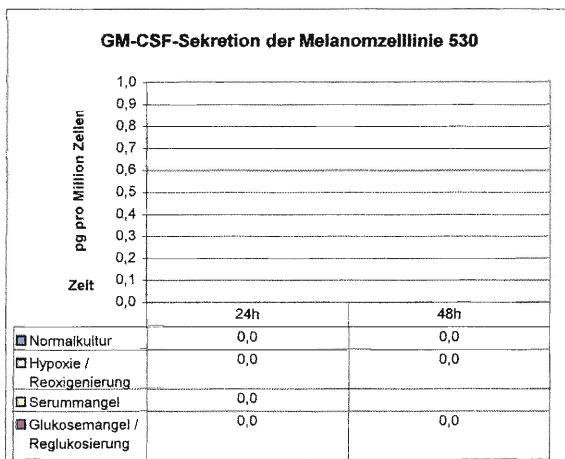 GM-CSF-Sekretion der Melanomzelllinie 530
pg pro Million Zellen
1,0
0,9
0,8
0,7
0,6
0,5
0,4
0,3
0,2
0,1
0,0
Zeit
24h 48h
Normalkultur 0,0 0,0
Hypoxie / 0,0 0,0
Reoxigenierung
Serummangel 0,0
Glukosemangel / 0,0 0,0
Reglukosierung